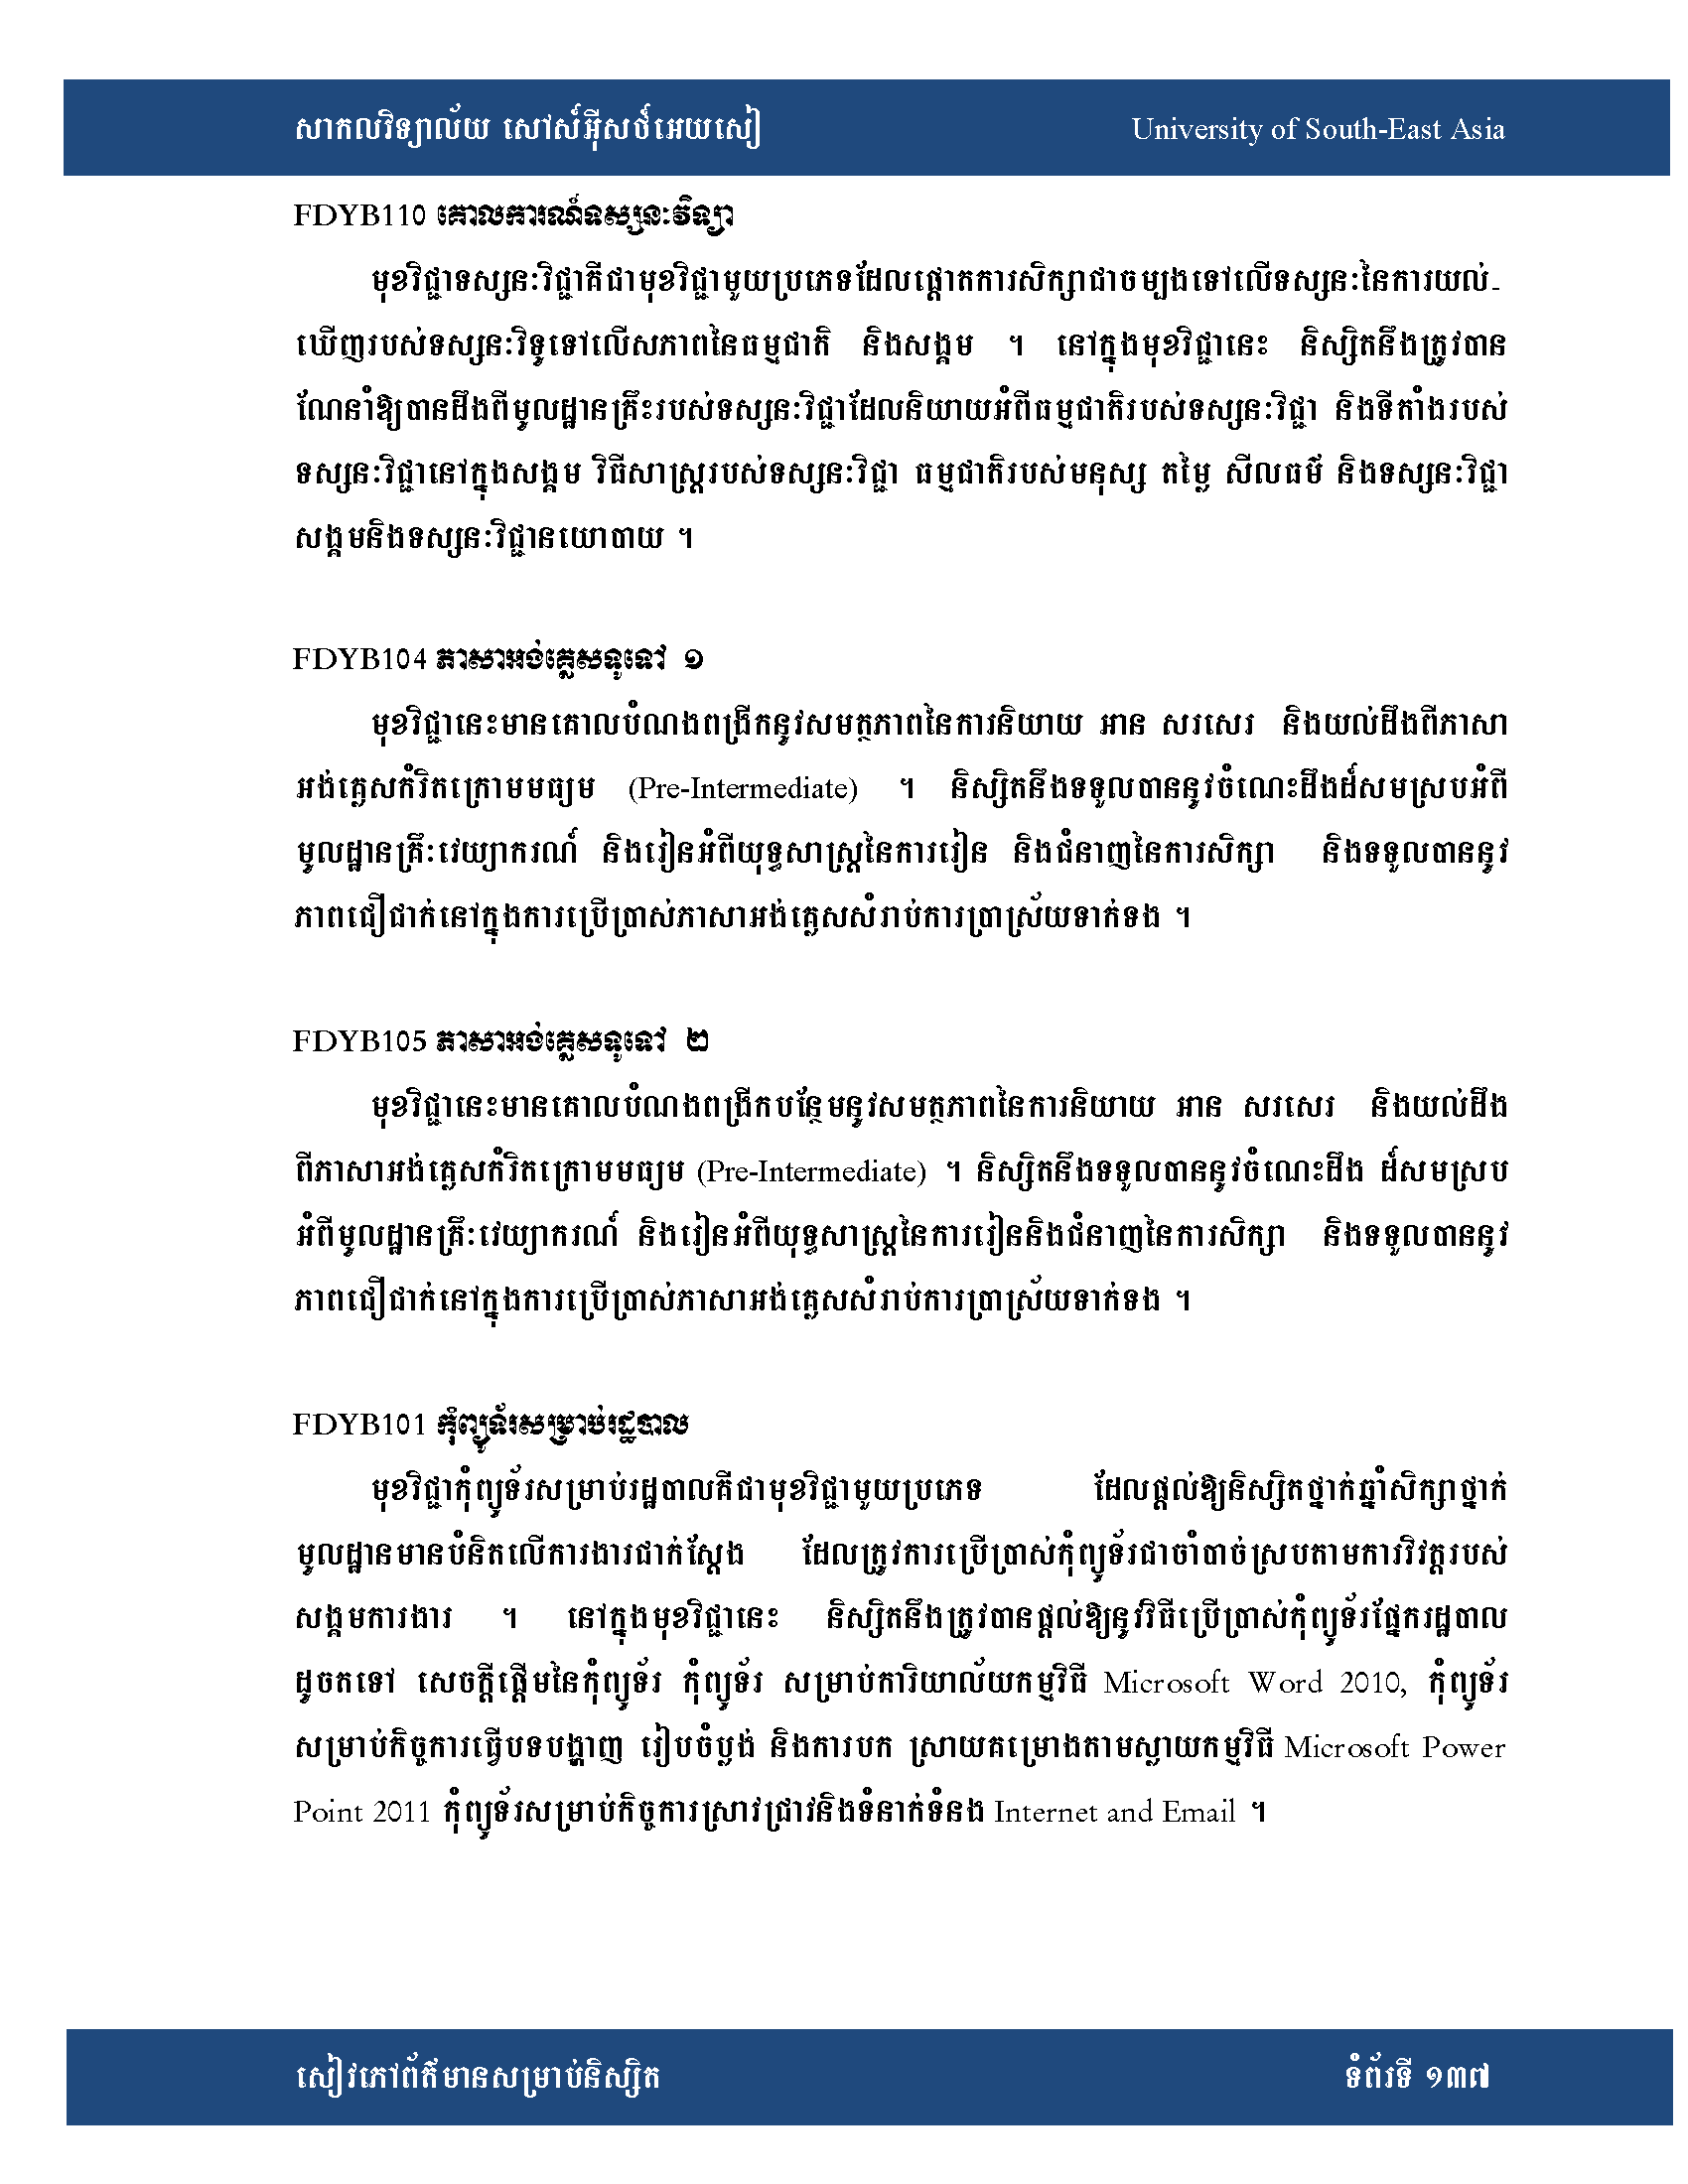 សាកលវិទ្យាល័យ សៅស៍អ៊ីសថ៍អេយសៀ University of South-East Asia
FDYB110 គោលការណ៍ទស្សនៈវិទ្យា
មុខវិជ្ជាទស្សនៈវិជ្ជាគឺជាមុខវិជ្ជាមួយប្រភេទដែលផ្តោតការសិក្សាជាចម្បងទៅលើទស្សនៈនៃការយល់-
ឃើញរបស់ទស្សនៈវិទូទៅលើសភាពនៃធម្មជាតិ និងសង្គម ។ នៅក្នុងមុខវិជ្ជានេះ និស្សិតនឹងត្រូវបាន
ណែនាំឱ្យបានដឹងពីមូលដ្ឋានគ្រឹះរបស់ទស្សនៈវិជ្ជាដែលនិយាយអំពីធម្មជាតិរបស់ទស្សនៈវិជ្ជា និងទីតាំងរបស់
ទស្សនៈវិជ្ជានៅក្នុងសង្គម វិធីសាស្ត្ររបស់ទស្សនៈវិជ្ជា ធម្មជាតិរបស់មនុស្ស តម្លៃ សីលធម៌ និងទស្សនៈវិជ្ជា
សង្គមនិងទស្សនៈវិជ្ជានយោបាយ ។
FDYB104 ភាសាអង់គ្លេសទូទៅ ១
មុខវិជ្ជានេះមានគោលបំណងពង្រីកនូវសមត្ថភាពនៃការនិយាយ អាន សរសេរ និងយល់ដឹងពីភាសា
អង់គ្លេសកំរិតក្រោមមធ្យម (Pre-Intermediate) ។ និស្សិតនឹងទទួលបាននូវចំណេះដឹងដ៏សមស្របអំពី
មូលដ្ឋានគ្រឹៈវេយ្យាករណ៍ និងរៀនអំពីយុទ្ធសាស្ត្រនៃការរៀន និងជំនាញនៃការសិក្សា និងទទួលបាននូវ
ភាពជឿជាក់នៅក្នុងការប្រើប្រាស់ភាសាអង់គ្លេសសំរាប់ការប្រាស្រ័យទាក់ទង ។
FDYB105 ភាសាអង់គ្លេសទូទៅ ២
មុខវិជ្ជានេះមានគោលបំណងពង្រីកបន្ថែមនូវសមត្ថភាពនៃការនិយាយ អាន សរសេរ និងយល់ដឹង
ពីភាសាអង់គ្លេសកំរិតក្រោមមធ្យម (Pre-Intermediate) ។ និស្សិតនឹងទទួលបាននូវចំណេះដឹង ដ៏សមស្រប
អំពីមូលដ្ឋានគ្រឹៈវេយ្យាករណ៍ និងរៀនអំពីយុទ្ធសាស្ត្រនៃការរៀននិងជំនាញនៃការសិក្សា និងទទួលបាននូវ
ភាពជឿជាក់នៅក្នុងការប្រើប្រាស់ភាសាអង់គ្លេសសំរាប់ការប្រាស្រ័យទាក់ទង ។
FDYB101 កុំព្យូទ័រសម្រាប់រដ្ឋបាល
មុខវិជ្ជាកុំព្យូទ័រសម្រាប់រដ្ឋបាលគឺជាមុខវិជ្ជាមួយប្រភេទ ដែលផ្តល់ឱ្យនិស្សិតថ្នាក់ឆ្នាំសិក្សាថ្នាក់
មូលដ្ឋានមានបំនិតលើការងារជាក់ស្តែង ដែលត្រូវការប្រើប្រាស់កុំព្យូទ័រជាចាំបាច់ស្របតាមការវិវត្តរបស់
សង្គមការងារ ។ នៅក្នុងមុខវិជ្ជានេះ និស្សិតនឹងត្រូវបានផ្តល់ឱ្យនូវវិធីប្រើប្រាស់កុំព្យូទ័រផ្នែករដ្ឋបាល
ដូចតទៅ សេចក្តីផ្តើមនៃកុំព្យូទ័រ កុំព្យូទ័រ សម្រាប់ការិយាល័យកម្មវិធី Microsoft Word 2010, កុំព្យូទ័រ
សម្រាប់កិច្ចការធ្វើបទបង្ហាញ រៀបចំប្លង់ និងការបក ស្រាយគម្រោងតាមស្លាយកម្មវិធី Microsoft Power
Point 2011 កុំព្យូទ័រសម្រាប់កិច្ចការស្រាវជ្រាវនិងទំនាក់ទំនង Internet and Email ។
សៀវភៅព័ត៌មានសម្រាប់និស្សិត ទំព័រទី ១៣៧